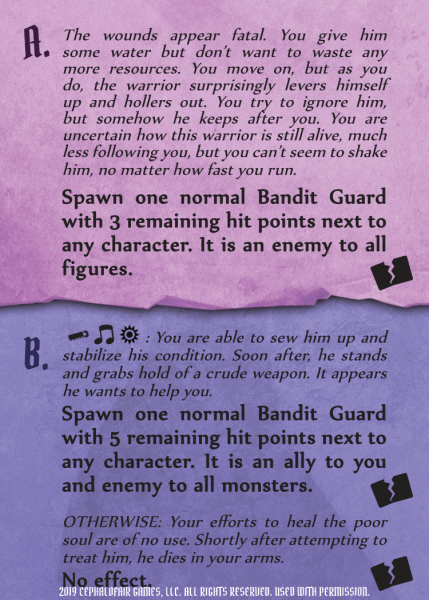 A. The wounds appear fatal. You give him
some water but don't want to waste any
more resources. You move on, but as you
do, the warrior surprisingly levers himself
up and hollers out. You try to ignore him,
but somehow he keeps after you. You are
uncertain how this warrior is still alive, much
less following you, but you can't seem to shake
him, no matter how fast you run.
Spawn one normal Bandit Guard
with 3 remaining hit points next to
any character. It is an enemy to all
figures.
B. : You are able to sew him up and
stabilize his condition. Soon after, he stands
and grabs hold of a crude weapon. It appears
he wants to help you.
Spawn one normal Bandit Guard
with 5 remaining hit points next to
any character. It is an ally to you
and enemy to all monsters.
OTHERWISE: Your efforts to heal the poor
soul are of no use. Shortly after attempting to
treat him, he dies in your arms.
No effect.
2019 CEPHALOFAIR GAMES, LLC. ALL RIGHTS RESERVED. USED WITH PERMISSION.